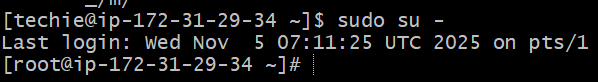 _/m/'
[techie@ip-172-31-29-34 ~]$ sudo su -
Last login: Wed Nov  5 07:11:25 UTC 2025 on pts/1
[root@ip-172-31-29-34 ~]#